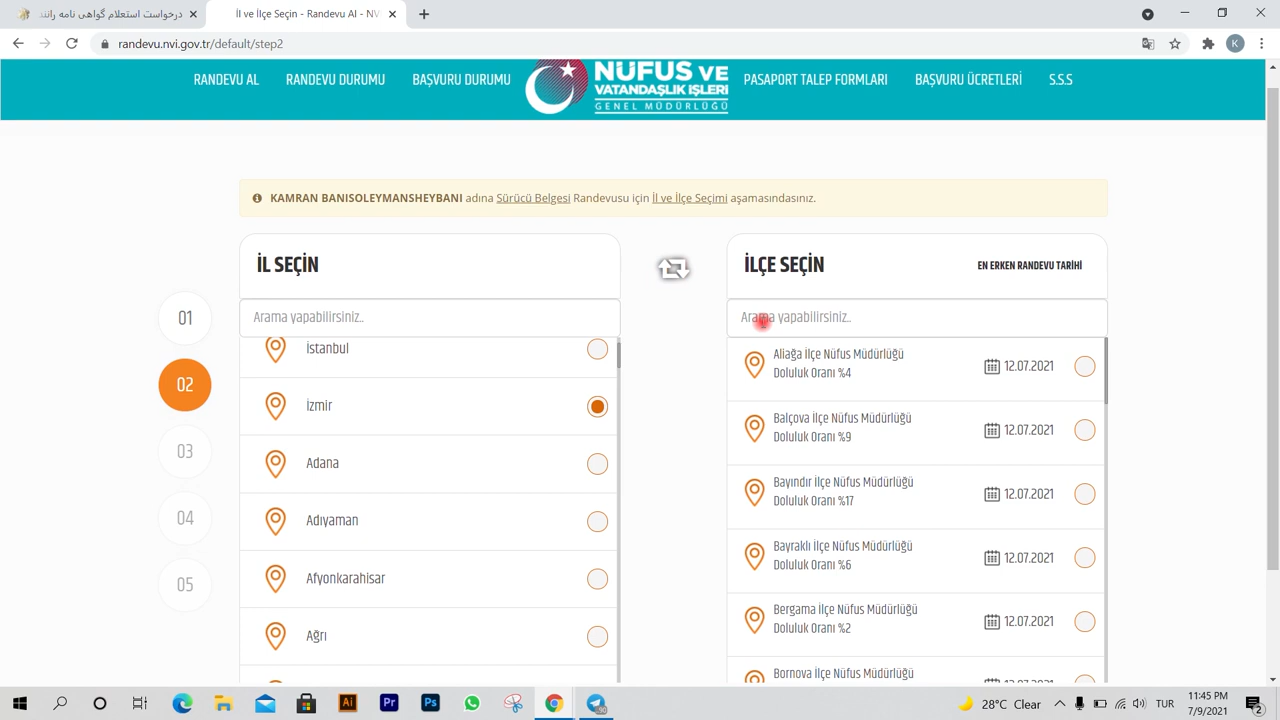 درخواست استعلام گواهی نامه رانند
İl ve İlçe Seçin - Randevu Al - NV
randevu.nvi.gov.tr/default/step2
K
RANDEVU AL
RANDEVU DURUMU
BAŞVURU DURUMU
NÜFUS VE
VATANDAŞLIK İŞLERİ
GENEL MÜDÜRLÜĞÜ
PASAPORT TALEP FORMLARI
BAŞVURU ÜCRETLERİ
S.S.S
KAMRAN BANISOLEYMANSHEYBANI adına Sürücü Belgesi Randevusu için İl ve İlçe Seçimi aşamasındasınız.
01
02
03
04
05
İL SEÇİN
Arama yapabilirsiniz..
İstanbul
İzmir
Adana
Adıyaman
Afyonkarahisar
Ağrı
İLÇE SEÇİN
EN ERKEN RANDEVU TARİHİ
Arama yapabilirsiniz..
Aliağa İlçe Nüfus Müdürlüğü
Doluluk Oranı %4
12.07.2021
Balçova İlçe Nüfus Müdürlüğü
Doluluk Oranı %9
12.07.2021
Bayındır İlçe Nüfus Müdürlüğü
Doluluk Oranı %17
12.07.2021
Bayraklı İlçe Nüfus Müdürlüğü
Doluluk Oranı %6
12.07.2021
Bergama İlçe Nüfus Müdürlüğü
Doluluk Oranı %2
12.07.2021
Bornova İlçe Nüfus Müdürlüğü
Ai
Pr
Ps
28°C Clear
TUR
11:45 PM
7/9/2021
2